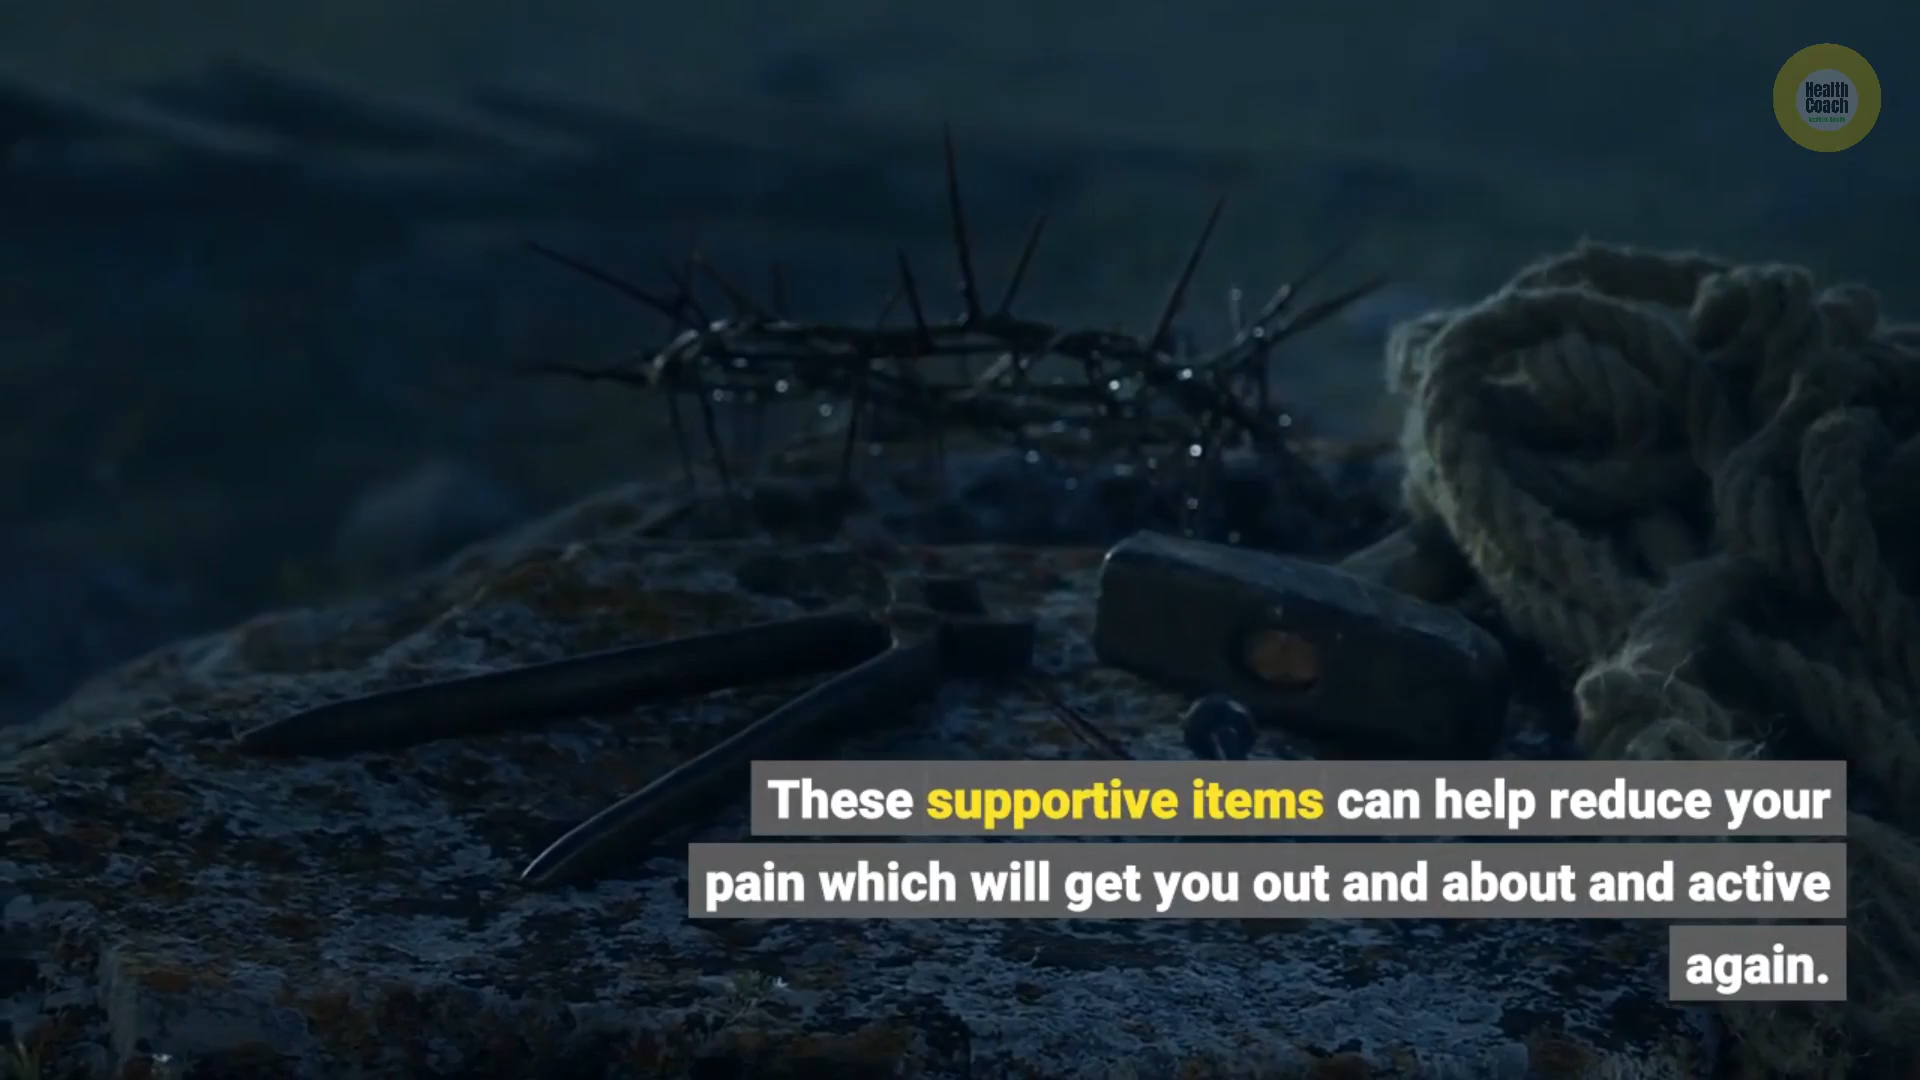 Health
Coach
These supportive items can help reduce your
pain which will get you out and about and active
again.